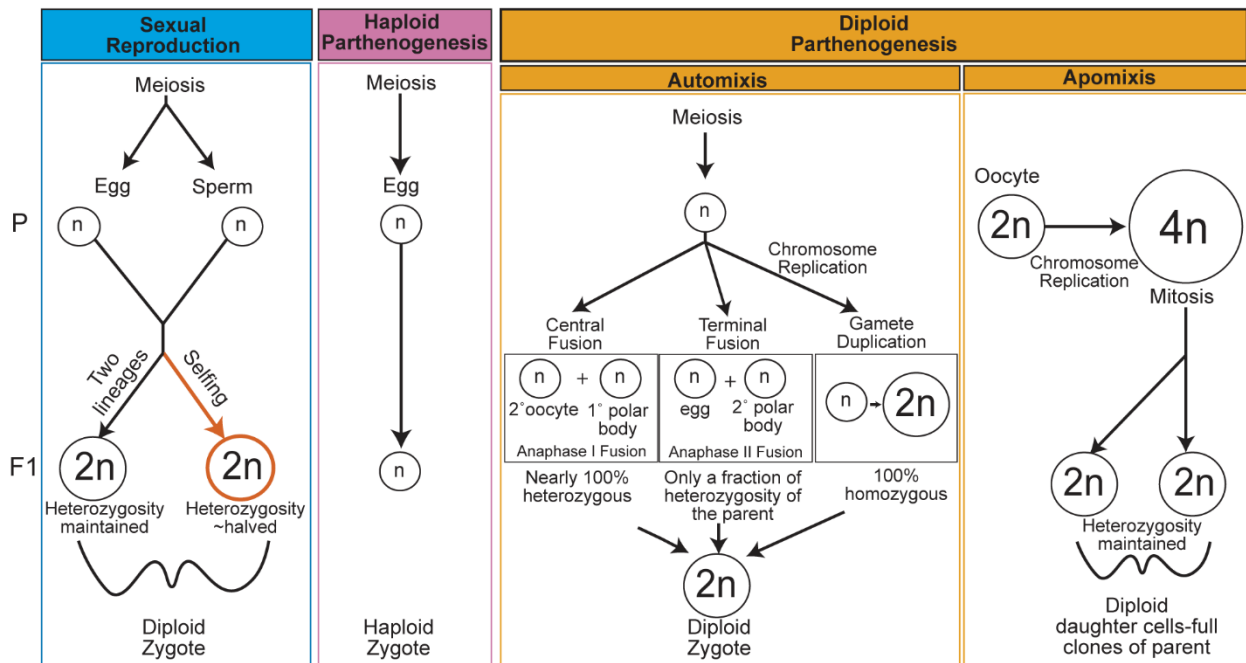 Sexual
Reproduction
Haploid
Parthenogenesis
Diploid
Parthenogenesis
Automixis
Apomixis
Meiosis
Egg
Sperm
P
n
n
Two
lineages
Selfing
F1
2n
2n
Heterozygosity
maintained
Heterozygosity
~halved
Diploid
Zygote
Meiosis
Egg
n
n
Haploid
Zygote
Meiosis
n
Chromosome
Replication
Central
Fusion
n + n
2° oocyte
1° polar
body
Anaphase I Fusion
Nearly 100%
heterozygous
Terminal
Fusion
n + n
egg
2° polar
body
Anaphase II Fusion
Only a fraction of
heterozygosity of
the parent
Gamete
Duplication
n
2n
100%
homozygous
2n
Diploid
Zygote
Oocyte
2n
4n
Chromosome
Replication
Mitosis
2n
2n
Heterozygosity
maintained
Diploid
daughter cells-full
clones of parent